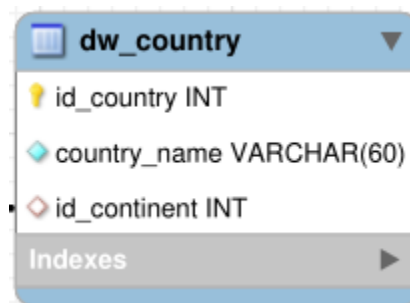 dw_country
id_country INT
country_name VARCHAR(60)
id_continent INT
Indexes